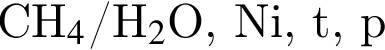 CH₄/H₂O, Ni, t, p